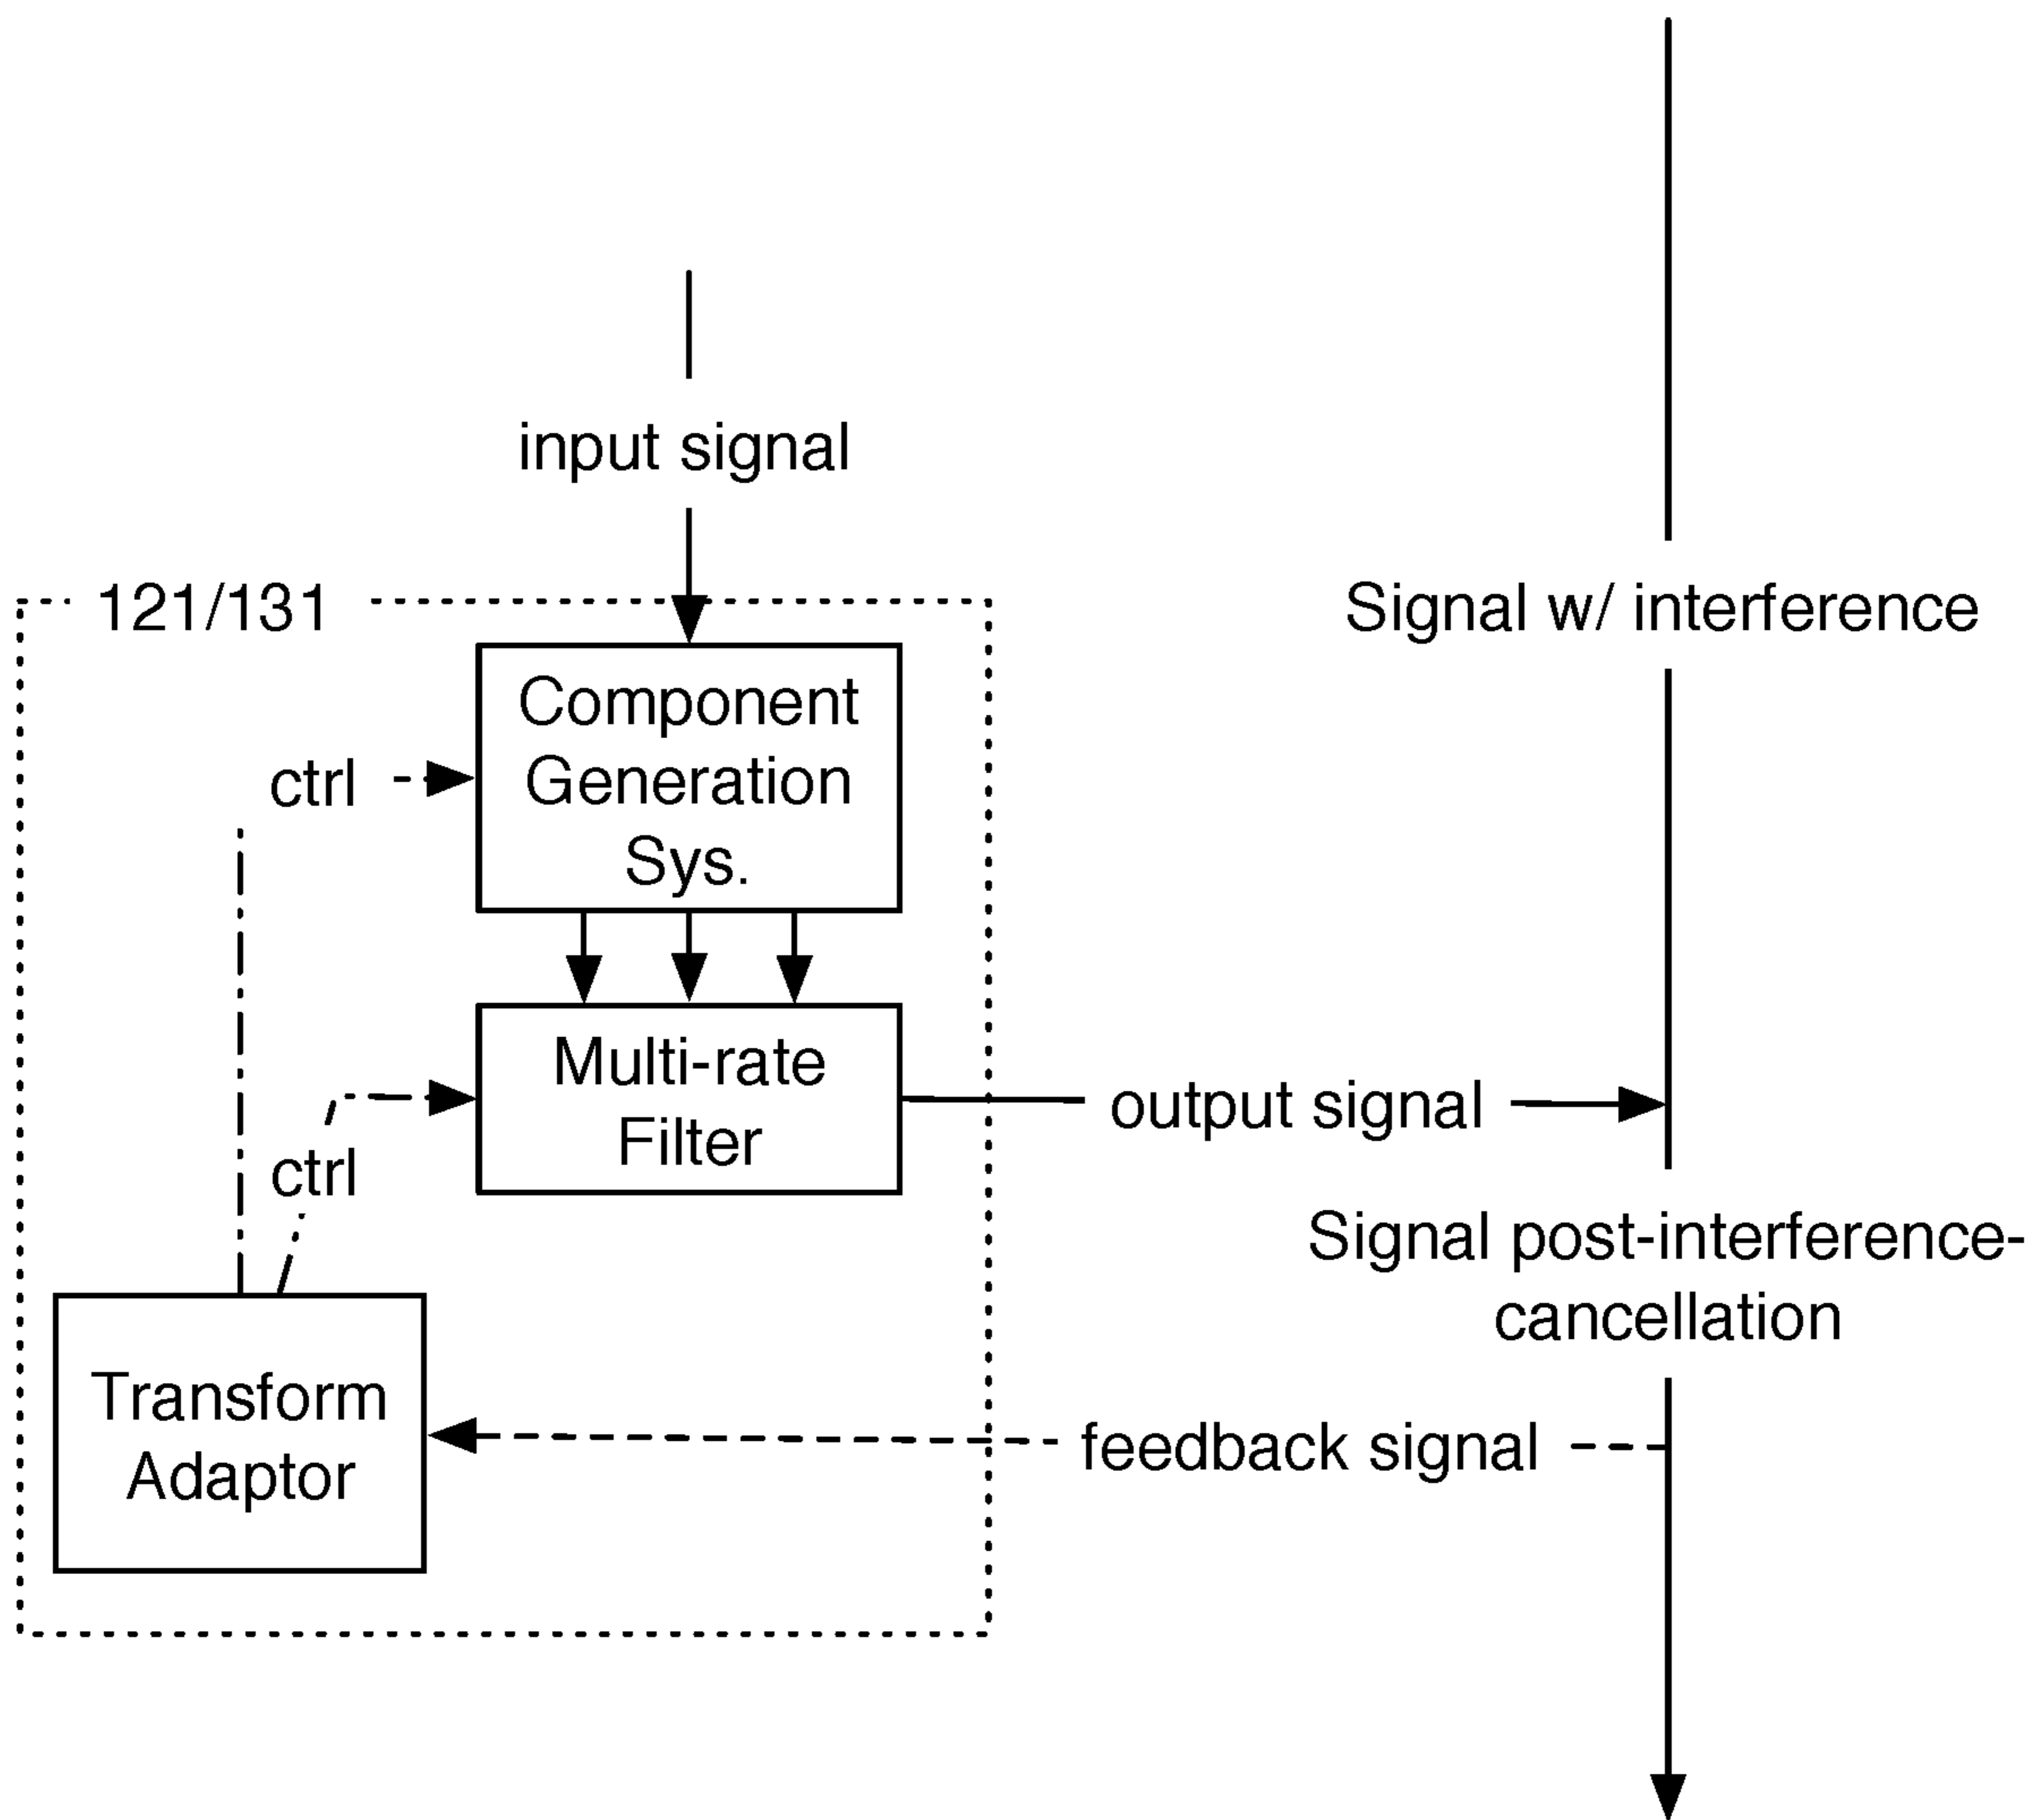 input signal
121/131
Signal w/ interference
Component
Generation
Sys.
ctrl
Multi-rate
Filter
output signal
ctrl
Signal post-interference-
cancellation
Transform
Adaptor
feedback signal